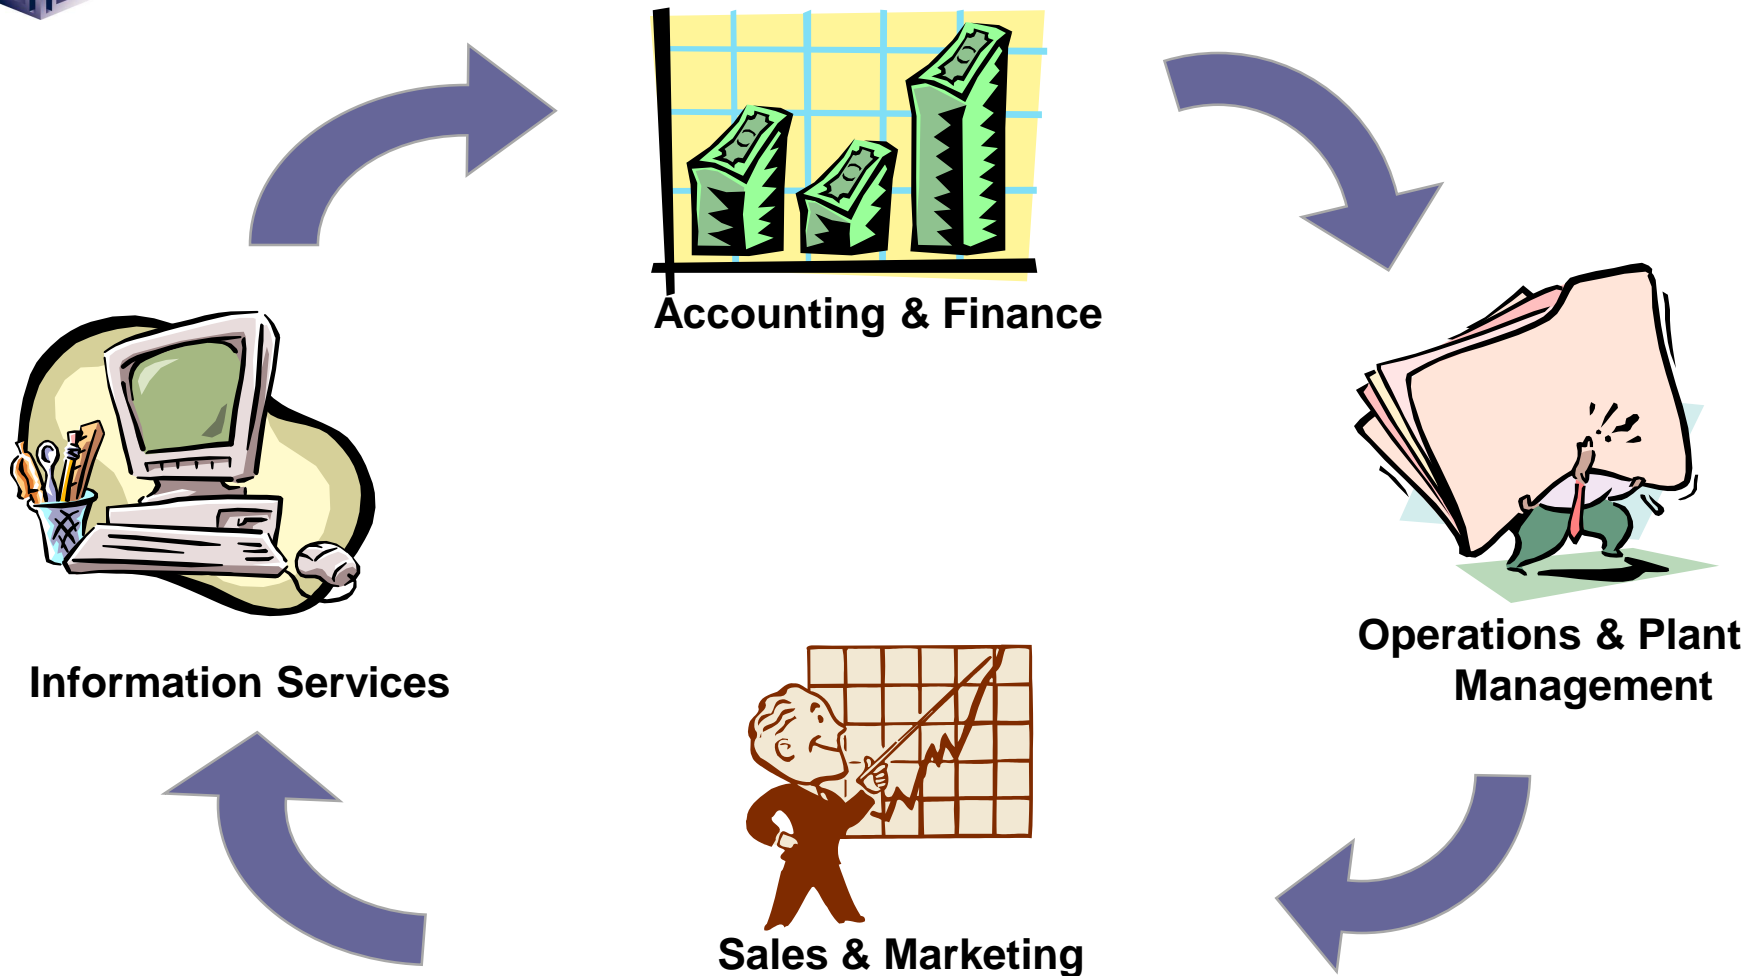 Accounting & Finance
Operations & Plant
Management
Information Services
Sales & Marketing